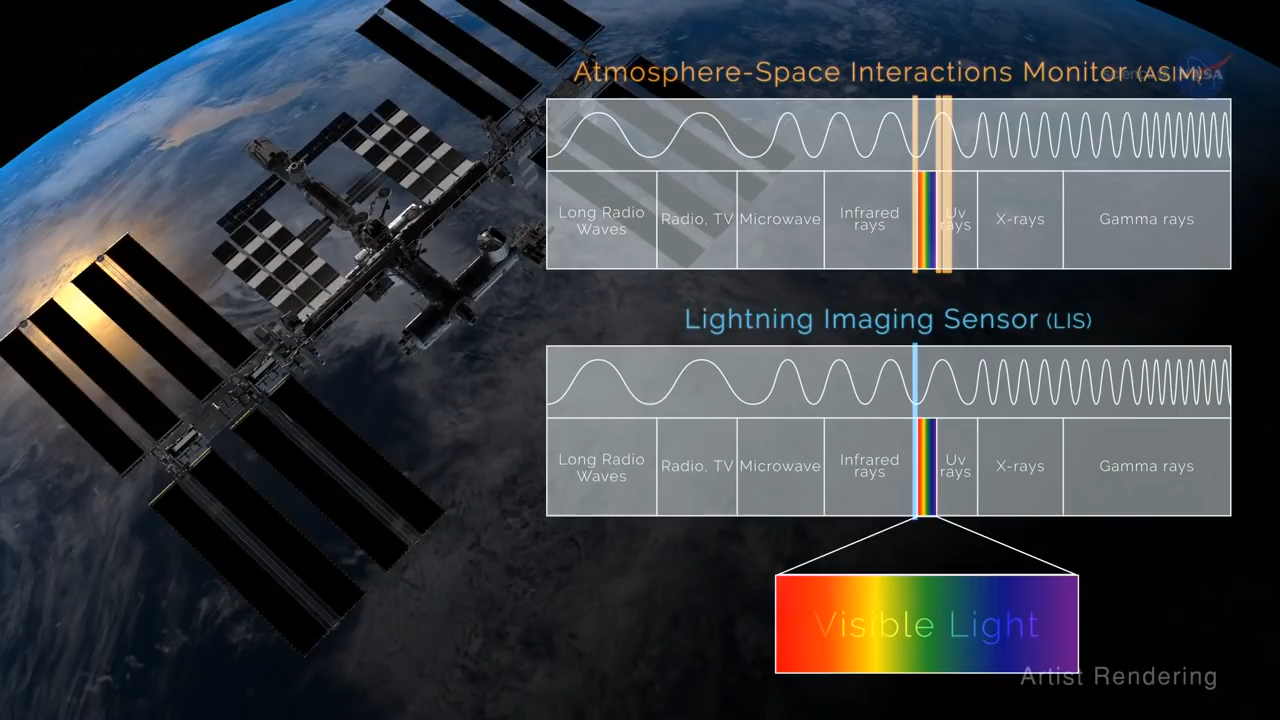 Atmosphere-Space Interactions Monitor (ASIM)
NASA
Long Radio
Waves
Radio, TV
Microwave
Infrared
rays
Uv
rays
X-rays
Gamma rays
Lightning Imaging Sensor (LIS)
Long Radio
Waves
Radio, TV
Microwave
Infrared
rays
Uv
rays
X-rays
Gamma rays
Visible Light
Artist Rendering